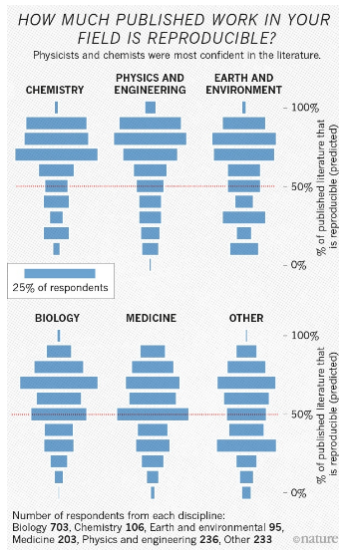 HOW MUCH PUBLISHED WORK IN YOUR
FIELD IS REPRODUCIBLE?
Physicists and chemists were most confident in the literature.
CHEMISTRY
PHYSICS AND
ENGINEERING
EARTH AND
ENVIRONMENT
100%
50%
0%
% of published literature that
is reproducible (predicted)
25% of respondents
BIOLOGY
MEDICINE
OTHER
100%
50%
0%
% of published literature that
is reproducible (predicted)
Number of respondents from each discipline:
Biology 703, Chemistry 106, Earth and environmental 95,
Medicine 203, Physics and engineering 236, Other 233
©nature